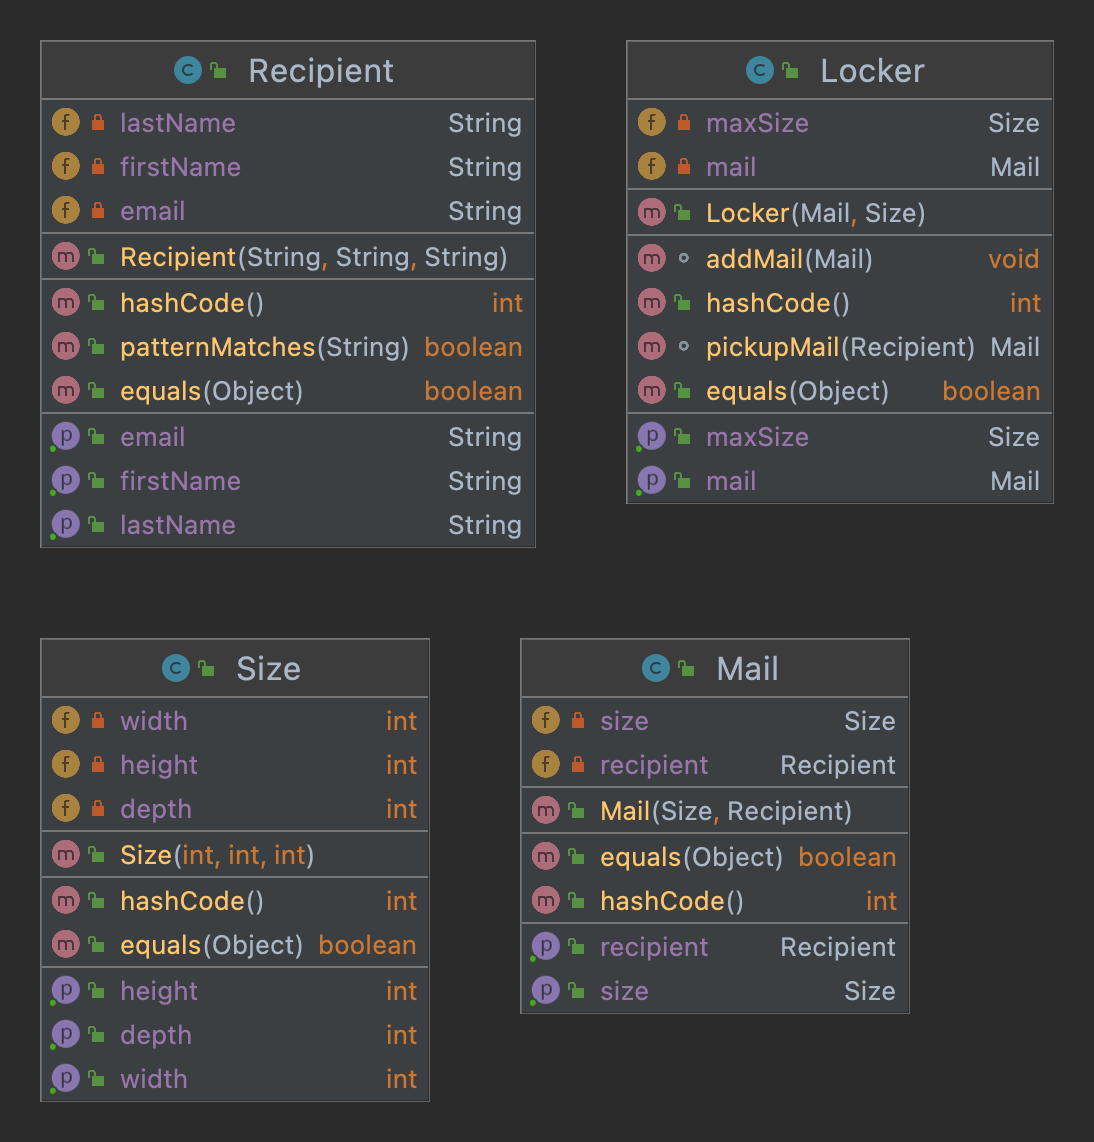 Recipient
lastName String
firstName String
email String
Recipient(String, String, String)
hashCode() int
patternMatches(String) boolean
equals(Object) boolean
email String
firstName String
lastName String
Locker
maxSize Size
mail Mail
Locker(Mail, Size)
addMail(Mail) void
hashCode() int
pickupMail(Recipient) Mail
equals(Object) boolean
maxSize Size
mail Mail
Size
width int
height int
depth int
Size(int, int, int)
hashCode() int
equals(Object) boolean
height int
depth int
width int
Mail
size Size
recipient Recipient
Mail(Size, Recipient)
equals(Object) boolean
hashCode() int
recipient Recipient
size Size